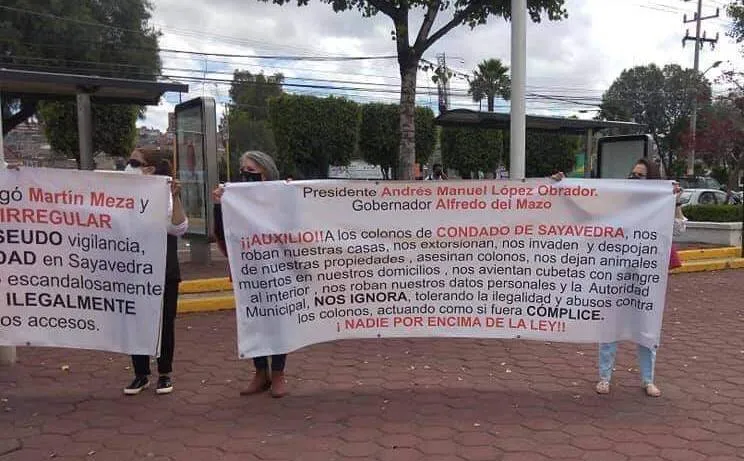 gó Martín Meza y
IRREGULAR
SEUDO vigilancia,
DAD en Sayavedra
escandalosamente
ILEGALMENTE
os accesos.
Presidente Andrés Manuel López Obrador.
Gobernador Alfredo del Mazo
¡¡AUXILIO!!A los colonos de CONDADO DE SAYAVEDRA, nos
roban nuestras casas, nos extorsionan, nos invaden y despojan
de nuestras propiedades , asesinan colonos, nos dejan animales
muertos en nuestros domicilios , nos avientan cubetas con sangre
al interior , nos roban nuestros datos personales y la Autoridad
Municipal, NOS IGNORA, tolerando la ilegalidad y abusos contra
los colonos, actuando como si fuera CÓMPLICE.
¡ NADIE POR ENCIMA DE LA LEY!!